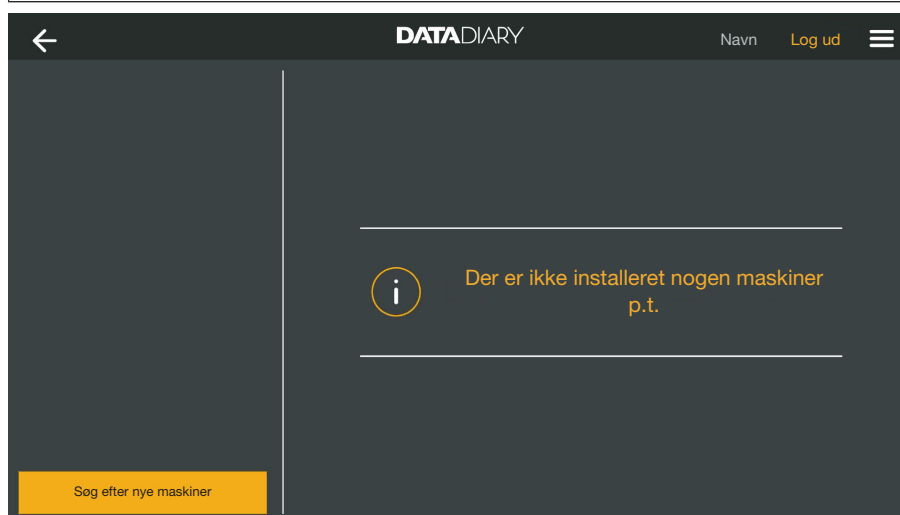 DATADIARY
Navn
Log ud
Der er ikke installeret nogen maskiner
p.t.
Søg efter nye maskiner